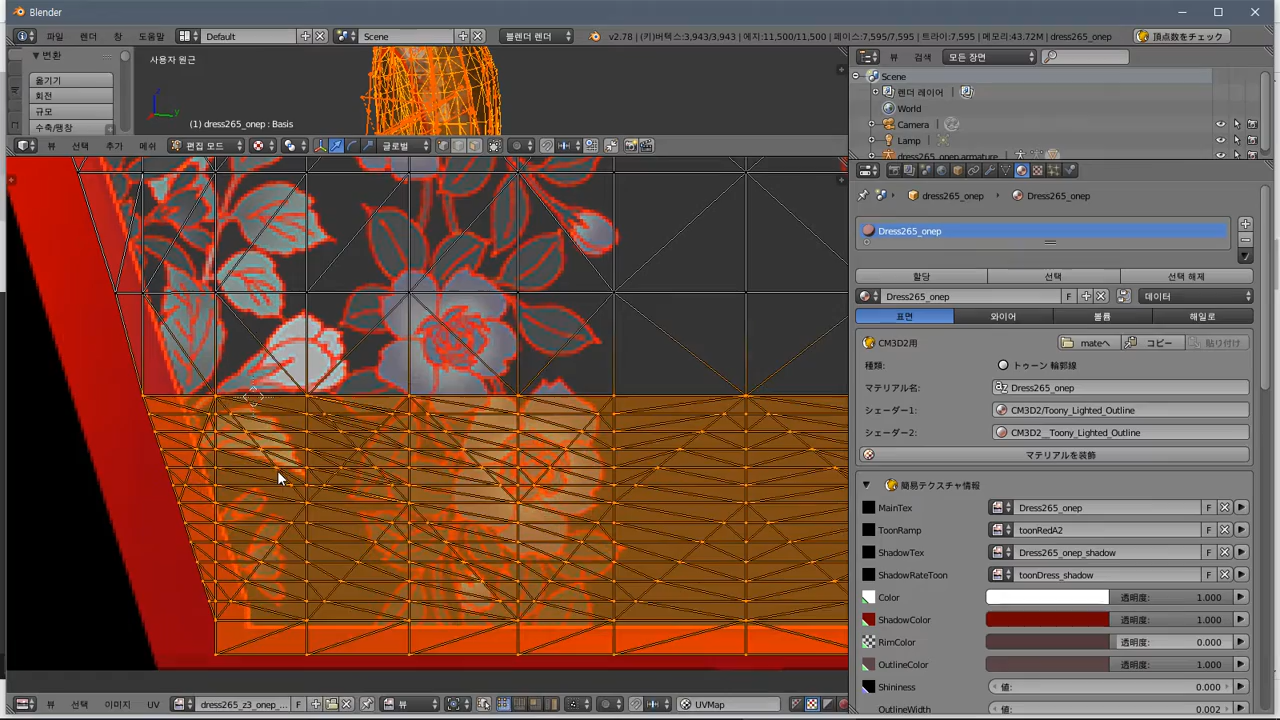 Blender
파일 렌더 창 도움말 Default Scene 블렌더 렌더 v2.78 | (키)버텍스:3,943/3,943 | 에지:11,500/11,500 | 페이스:7,595/7,595 | 트라이:7,595 | 메모리:43.72M | dress265_onep 頂点数をチェック
변환
옮기기
회전
규모
수축/팽창
사용자 원근
z
y
(1) dress265_onep : Basis
뷰 선택 추가 메쉬 편집 모드 글로벌
뷰 검색 모든 장면
Scene
렌더 레이어
World
Camera
Lamp
dress265_onep.armature
dress265_onep Dress265_onep
Dress265_onep
할당 선택 선택 해제
Dress265_onep F 데이터
표면 와이어 볼륨 헤일로
CM3D2用 mateへ コピー 貼り付け
種類: トゥーン 輪郭線
マテリアル名: Dress265_onep
シェーダー1: CM3D2/Toony_Lighted_Outline
シェーダー2: CM3D2__Toony_Lighted_Outline
マテリアルを装飾
簡易テクスチャ情報
MainTex Dress265_onep F
ToonRamp toonRedA2 F
ShadowTex Dress265_onep_shadow F
ShadowRateToon toonDress_shadow F
Color 透明度: 1.000
ShadowColor 透明度: 1.000
RimColor 透明度: 0.000
OutlineColor 透明度: 1.000
Shininess 値: 0.000
OutlineWidth 値: 0.002
뷰 선택 이미지 UV dress265_z3_onep_... F 뷰 UVMap